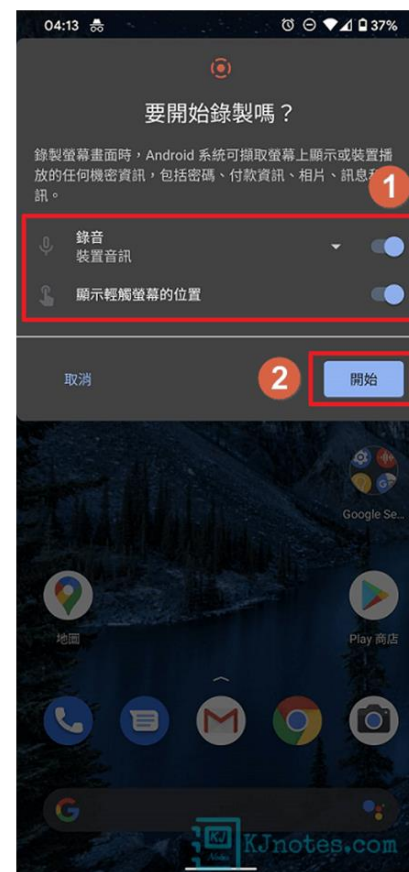 04:13
37%
要開始錄製嗎？
錄製螢幕畫面時，Android 系統可擷取螢幕上顯示或裝置播
放的任何機密資訊，包括密碼、付款資訊、相片、訊息
訊。
1
錄音
裝置音訊
顯示輕觸螢幕的位置
取消
2
開始
Google Se...
地圖
Play 商店
KJ
Notes
KJnotes.com